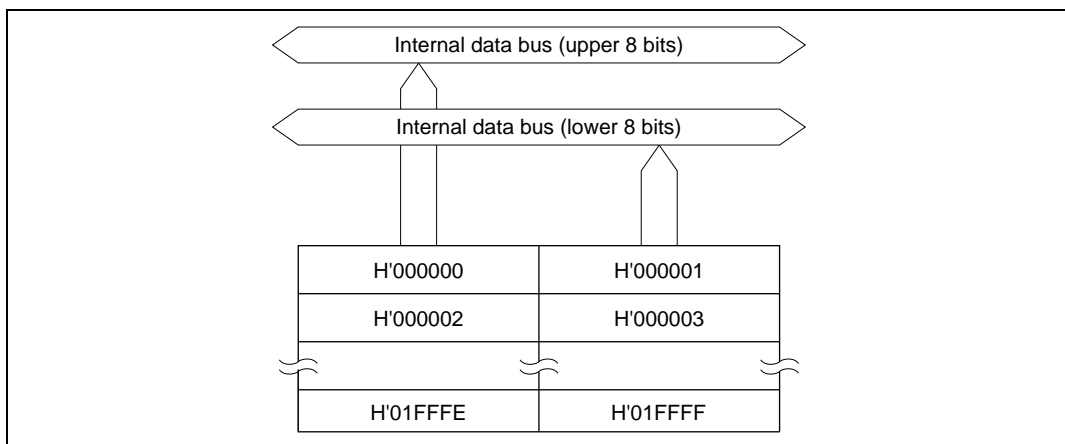 Internal data bus (upper 8 bits)
Internal data bus (lower 8 bits)
H'000000 H'000001
H'000002 H'000003
H'01FFFE H'01FFFF